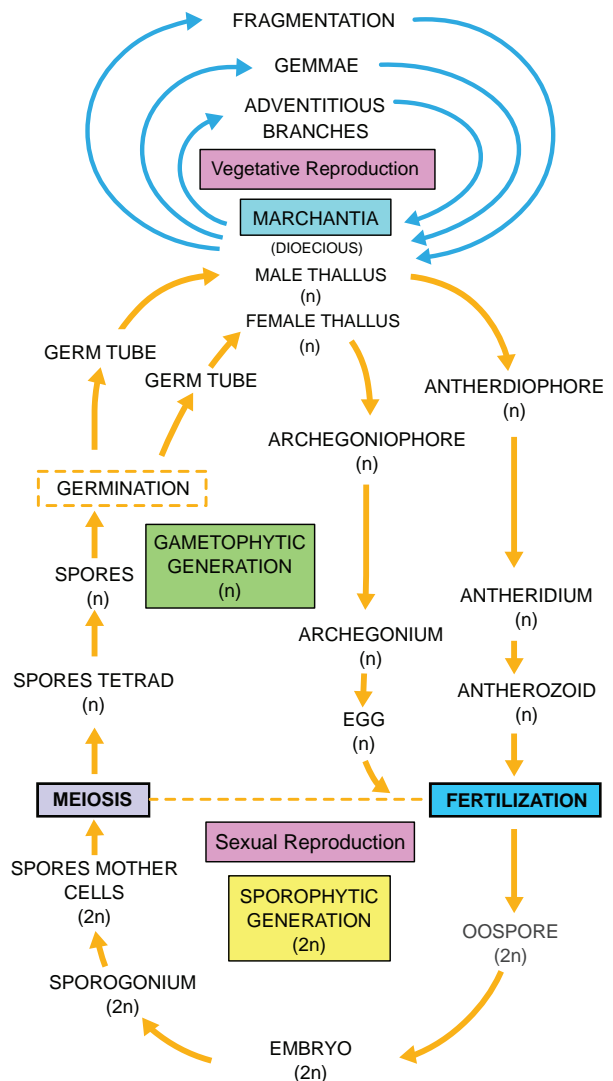 FRAGMENTATION
GEMMAE
ADVENTITIOUS
BRANCHES
Vegetative Reproduction
MARCHANTIA
(DIOECIOUS)
MALE THALLUS
(n)
FEMALE THALLUS
(n)
GERM TUBE
GERM TUBE
ANTHERDIOPHORE
(n)
ARCHEGONIOPHORE
(n)
GERMINATION
GAMETOPHYTIC
GENERATION
(n)
SPORES
(n)
ANTHERIDIUM
(n)
ARCHEGONIUM
(n)
SPORES TETRAD
(n)
ANTHEROZOID
(n)
EGG
(n)
MEIOSIS
FERTILIZATION
Sexual Reproduction
SPORES MOTHER
CELLS
(2n)
SPOROPHYTIC
GENERATION
(2n)
OOSPORE
(2n)
SPOROGONIUM
(2n)
EMBRYO
(2n)